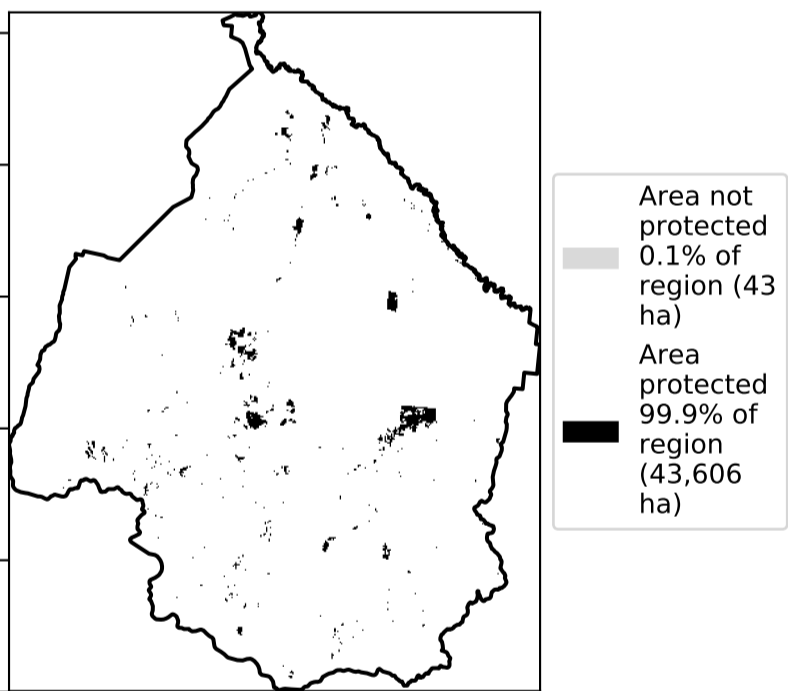 Area not
protected
0.1% of
region (43
ha)
Area
protected
99.9% of
region
(43,606
ha)